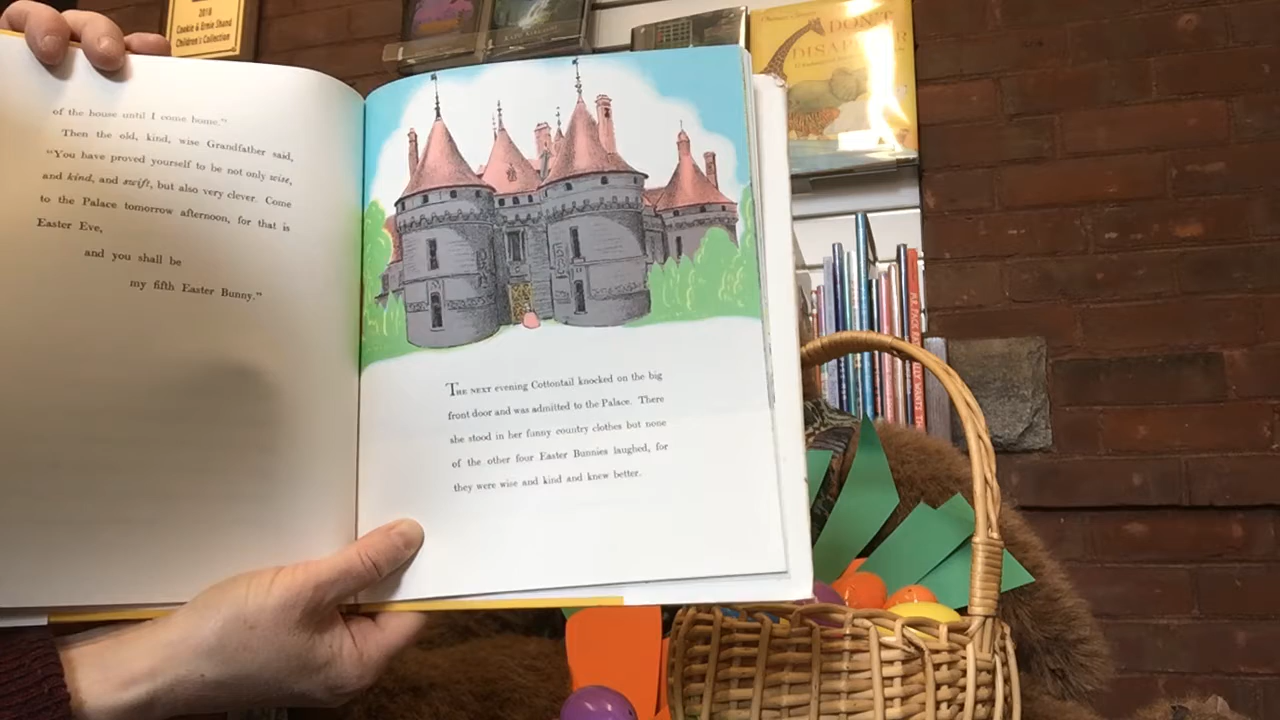 2018
Cookie & Ernie Shand
Children's Collection
DON'T
of the house until I come home."
Then the old, kind, wise Grandfather said,
"You have proved yourself to be not only wise,
and kind, and swift, but also very clever. Come
to the Palace tomorrow afternoon, for that is
Easter Eve,
and you shall be
my fifth Easter Bunny."
THE NEXT evening Cottontail knocked on the big
front door and was admitted to the Palace. There
she stood in her funny country clothes but none
of the other four Easter Bunnies laughed, for
they were wise and kind and knew better.